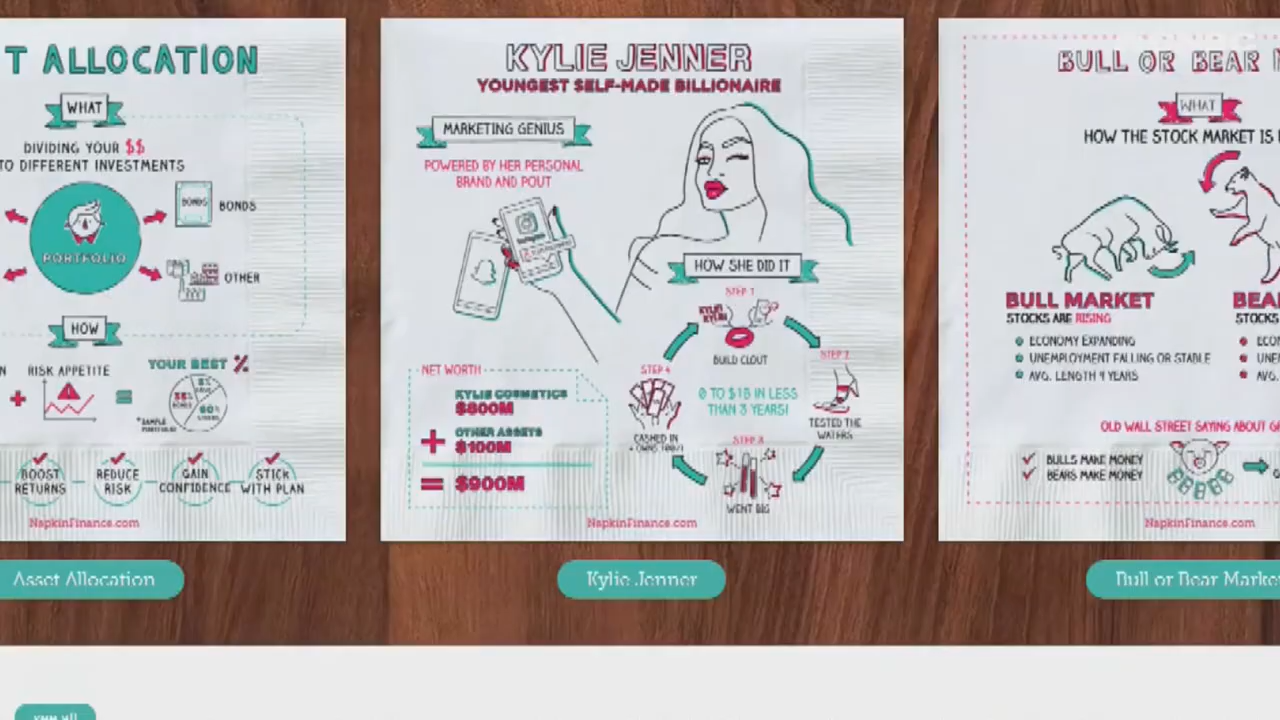 T ALLOCATION
WHAT
DIVIDING YOUR $$
TO DIFFERENT INVESTMENTS
BONDS
BONDS
PORTFOLIO
OTHER
HOW
RISK APPETITE
YOUR BEST %
+
=
BOOST
RETURNS
REDUCE
RISK
GAIN
CONFIDENCE
STICK
WITH PLAN
NapkinFinance.com
Asset Allocation
KYLIE JENNER
YOUNGEST SELF-MADE BILLIONAIRE
MARKETING GENIUS
POWERED BY HER PERSONAL
BRAND AND POUT
HOW SHE DID IT
STEP 1
BUILD CLOUT
STEP 2
TESTED THE
WATERS
STEP 3
WENT BIG
STEP 4
CASHED IN
0 TO $1B IN LESS
THAN 3 YEARS!
NET WORTH
KYLIE COSMETICS
$800M
+ OTHER ASSETS
$100M
= $900M
NapkinFinance.com
Kylie Jenner
BULL OR BEAR
WHAT
HOW THE STOCK MARKET IS
BULL MARKET
STOCKS ARE RISING
ECONOMY EXPANDING
UNEMPLOYMENT FALLING OR STABLE
AVG. LENGTH 4 YEARS
BEA
STOCKS
ECON
UNE
AVG.
OLD WALL STREET SAYING ABOUT G
BULLS MAKE MONEY
BEARS MAKE MONEY
NapkinFinance.com
Bull or Bear Marke